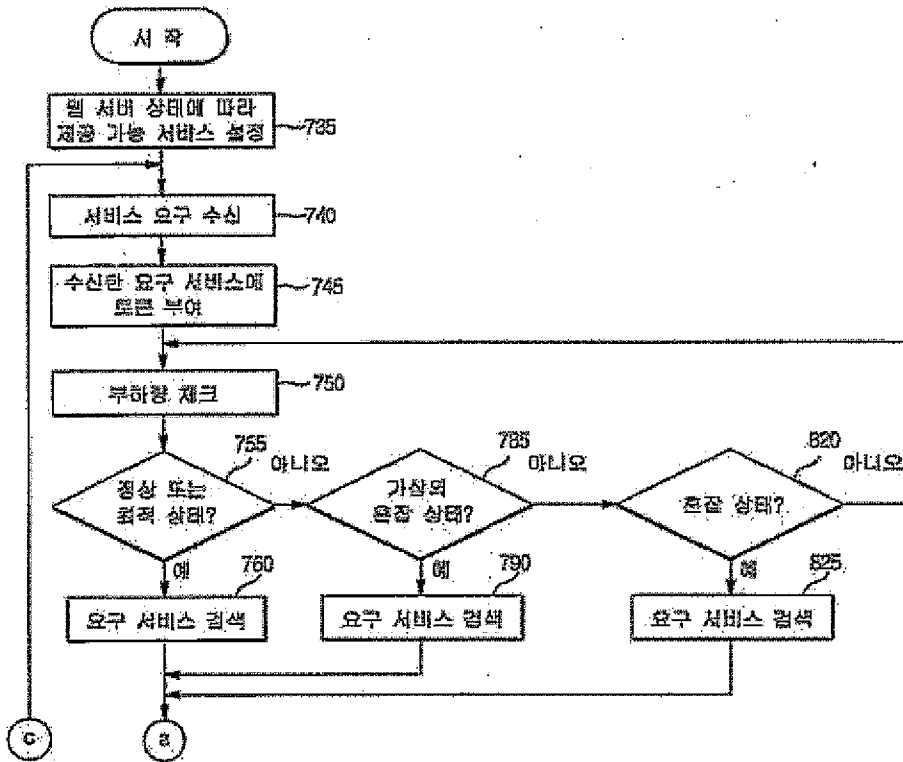 시 작
웹 서버 상태에 따라
제공 가능 서비스 설정
735
서비스 요구 수신
740
수신한 요구 서비스에
토큰 부여
745
부하량 체크
750
755
아니오
785
아니오
820
아니오
정상 또는
최적 상태?
가상의
혼잡 상태?
혼잡 상태?
예
760
예
790
예
825
요구 서비스 검색
요구 서비스 검색
요구 서비스 검색